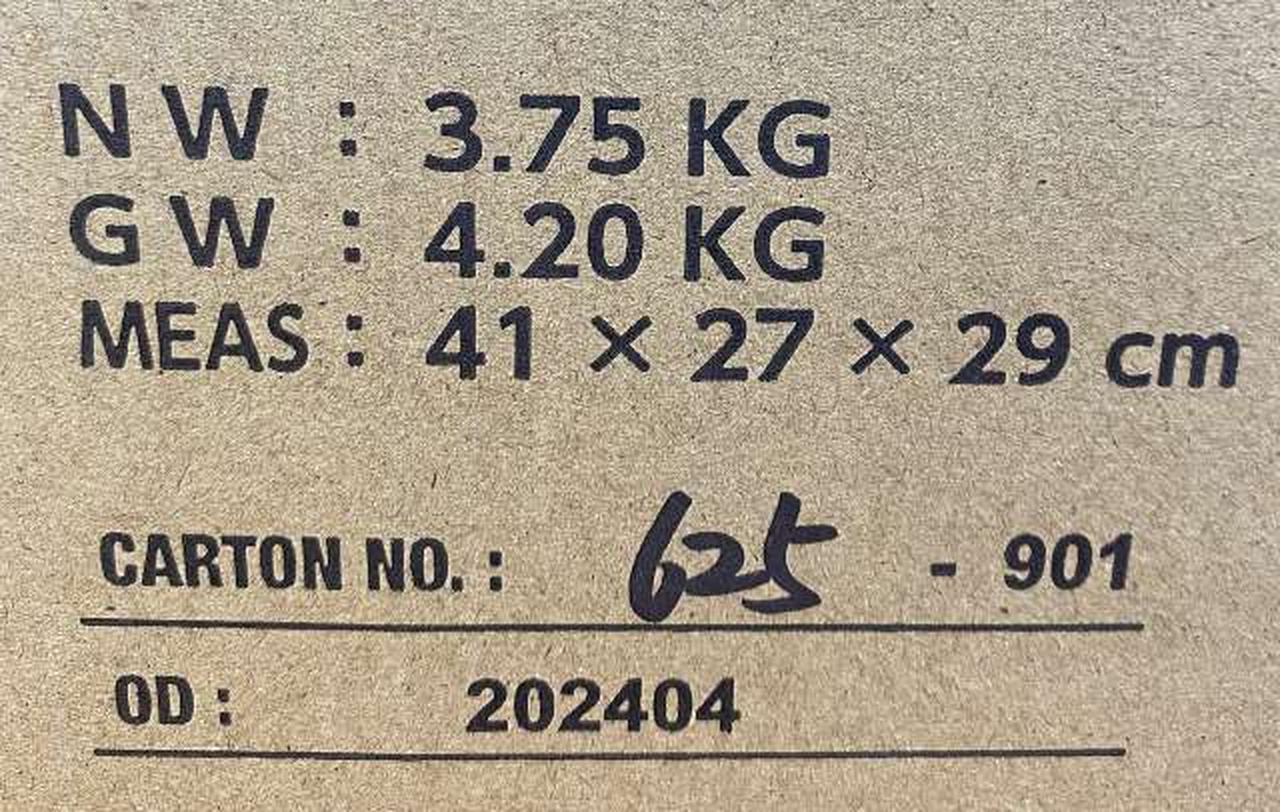 N W : 3.75 KG
G W : 4.20 KG
MEAS : 41 × 27 × 29 cm
CARTON NO. : 625 - 901
OD : 202404